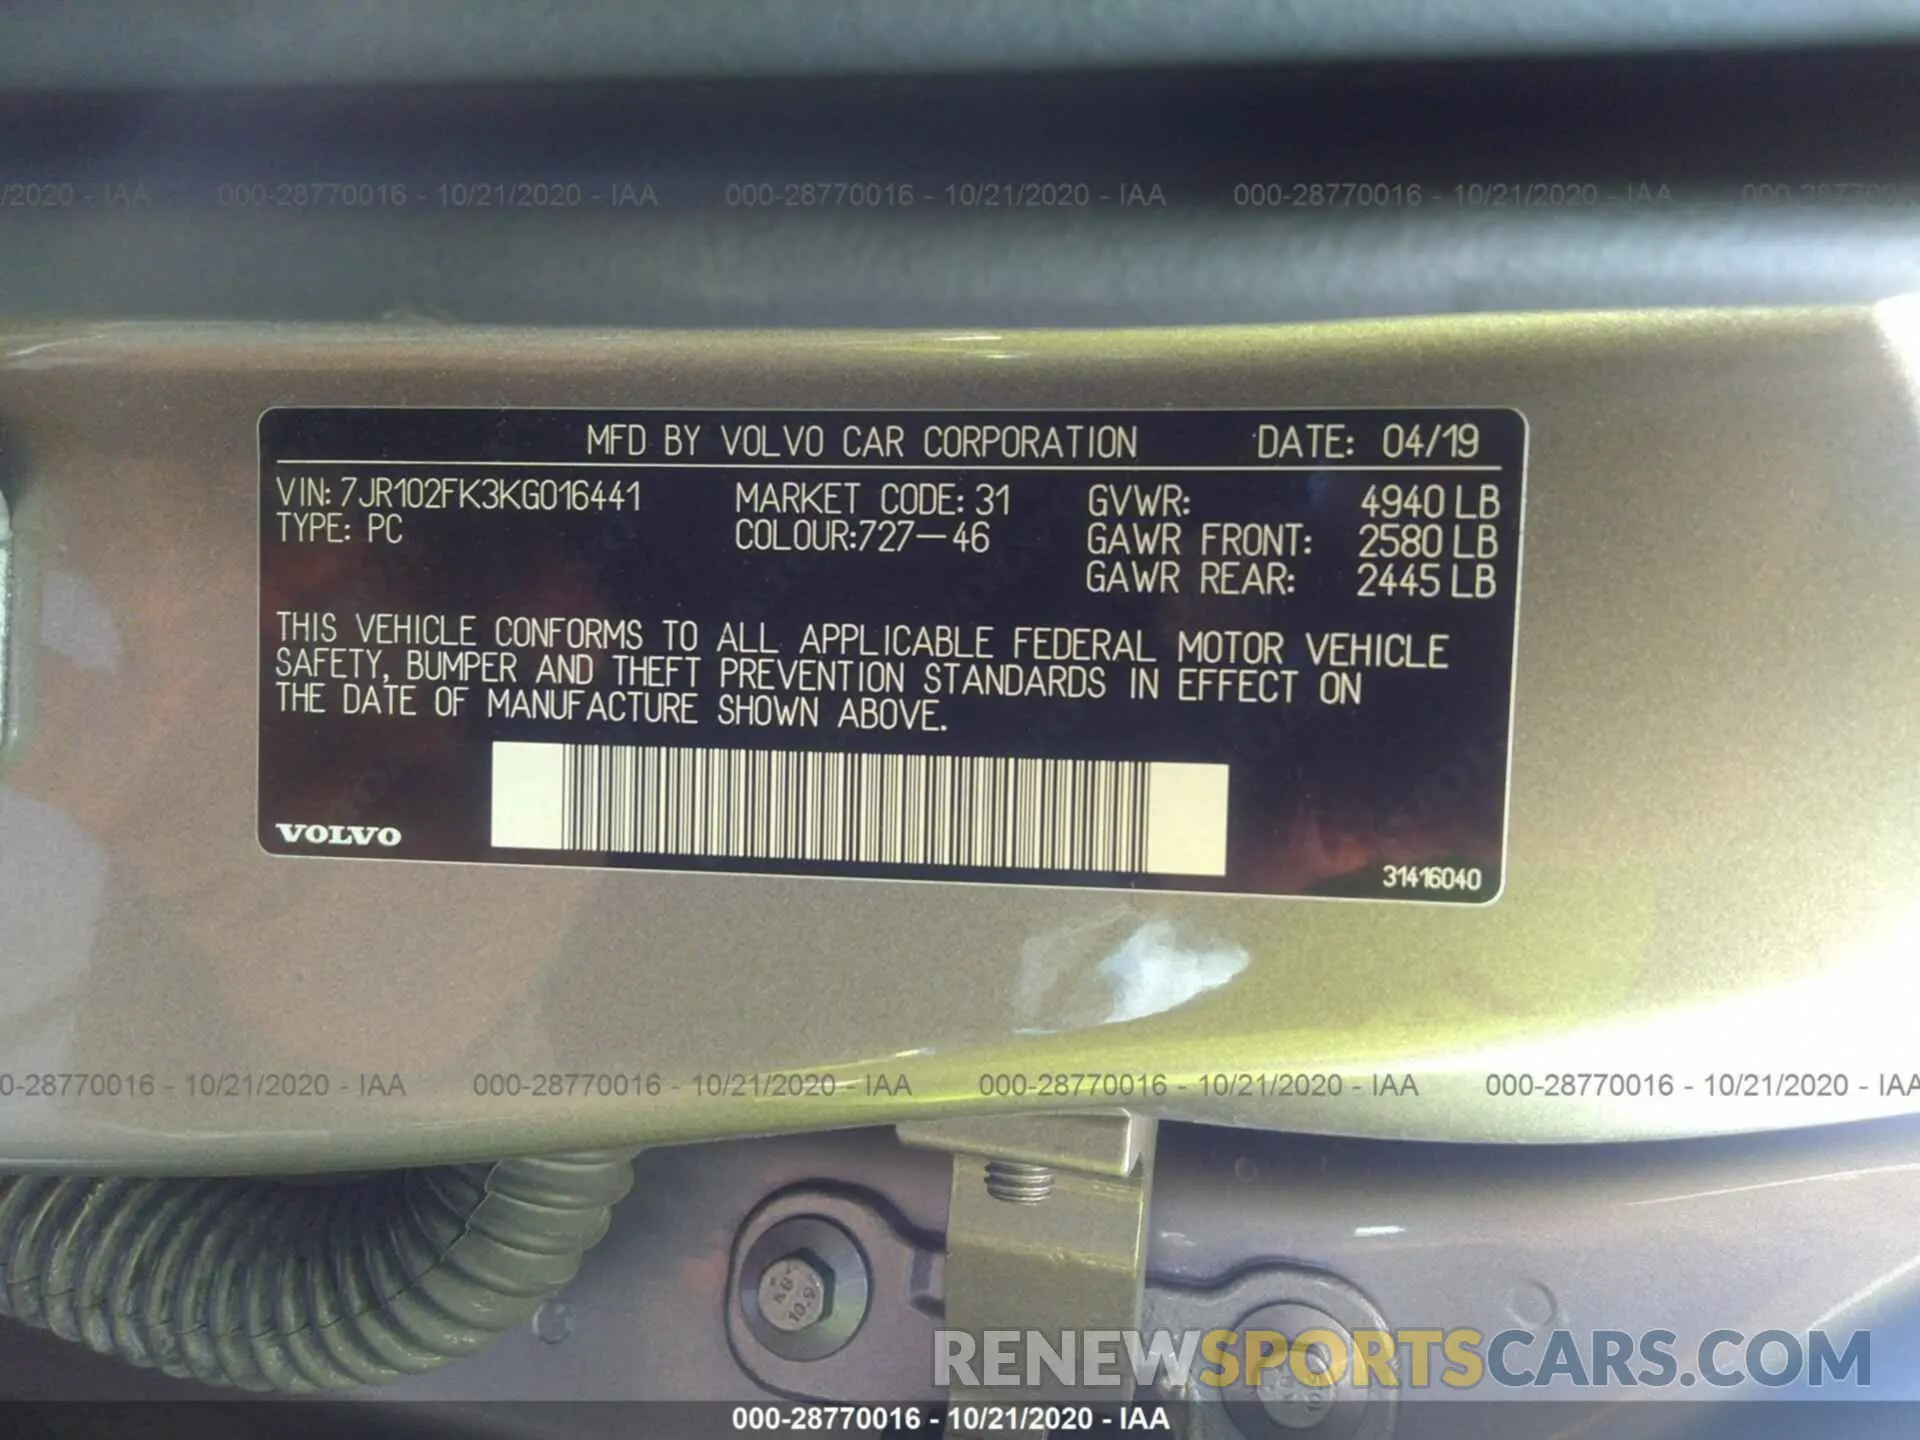 /2020 - IAA 000-28770016 - 10/21/2020 - IAA 000-28770016 - 10/21/2020 - IAA 000-28770016 - 10/21/2020 - IAA
MFD BY VOLVO CAR CORPORATION DATE: 04/19
VIN: 7JR102FK3KG016441 MARKET CODE: 31 GVWR: 4940 LB
TYPE: PC COLOUR:727-46 GAWR FRONT: 2580 LB
GAWR REAR: 2445 LB
THIS VEHICLE CONFORMS TO ALL APPLICABLE FEDERAL MOTOR VEHICLE
SAFETY, BUMPER AND THEFT PREVENTION STANDARDS IN EFFECT ON
THE DATE OF MANUFACTURE SHOWN ABOVE.
VOLVO
31416040
0-28770016 - 10/21/2020 - IAA 000-28770016 - 10/21/2020 - IAA 000-28770016 - 10/21/2020 - IAA 000-28770016 - 10/21/2020 - IAA
KB
10.9
RENEWSPORTSCARS.COM
000-28770016 - 10/21/2020 - IAA